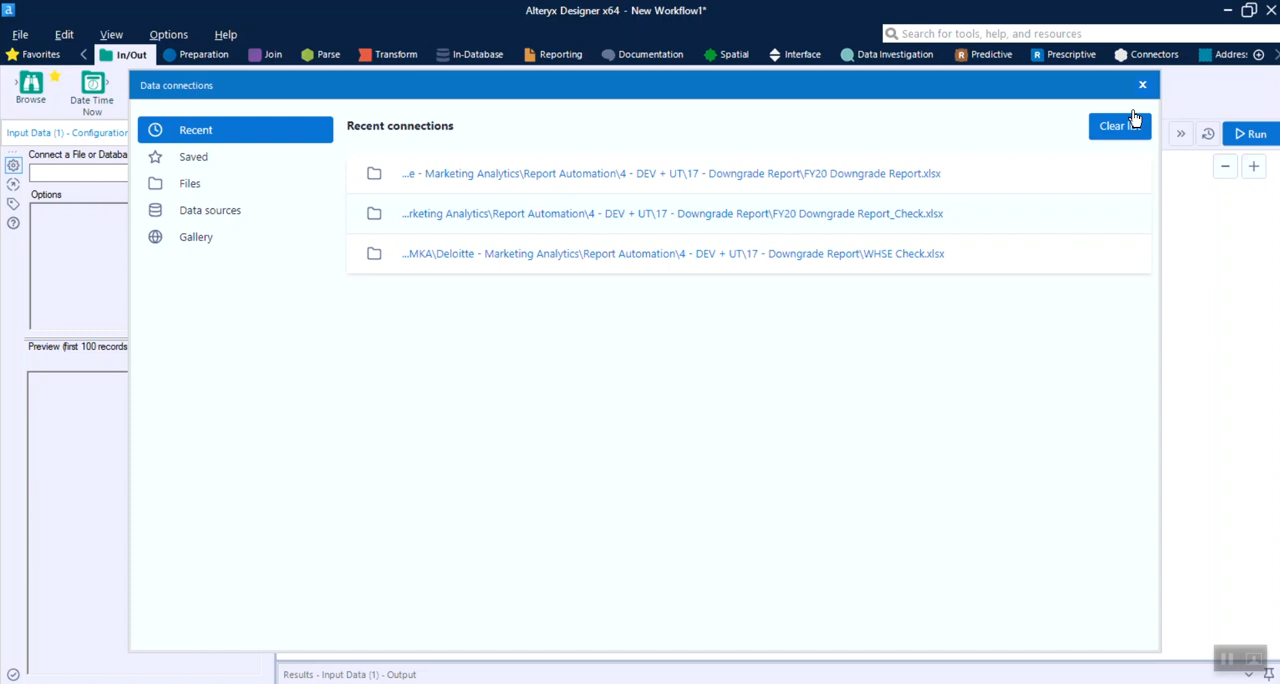 Alteryx Designer x64 - New Workflow1*
File Edit View Options Help
Search for tools, help, and resources
Favorites In/Out Preparation Join Parse Transform In-Database Reporting Documentation Spatial Interface Data Investigation Predictive Prescriptive Connectors Addres
Browse
Date Time
Now
Data connections
Input Data (1) - Configuration
Connect a File or Databa
Options
Preview (first 100 records
Recent
Saved
Files
Data sources
Gallery
Recent connections
Clear
...e - Marketing Analytics\Report Automation\4 - DEV + UT\17 - Downgrade Report\FY20 Downgrade Report.xlsx
...rketing Analytics\Report Automation\4 - DEV + UT\17 - Downgrade Report\FY20 Downgrade Report_Check.xlsx
...MKA\Deloitte - Marketing Analytics\Report Automation\4 - DEV + UT\17 - Downgrade Report\WHSE Check.xlsx
Run
Results - Input Data (1) - Output